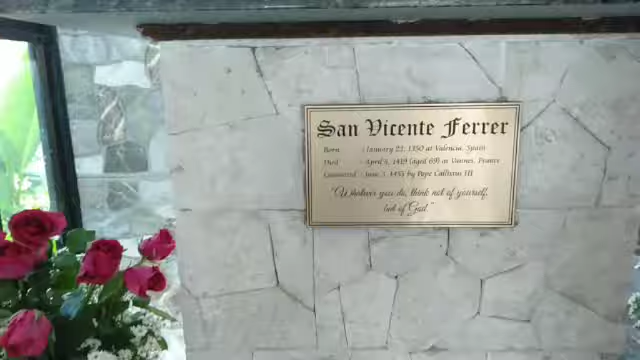 San Vicente Ferrer
Born : January 23, 1350 at Valencia, Spain
Died : April 5, 1419 (aged 69) at Vannes, France
Canonized : June 3, 1455 by Pope Callixtus III
"Whatever you do, think not of yourself,
but of God."